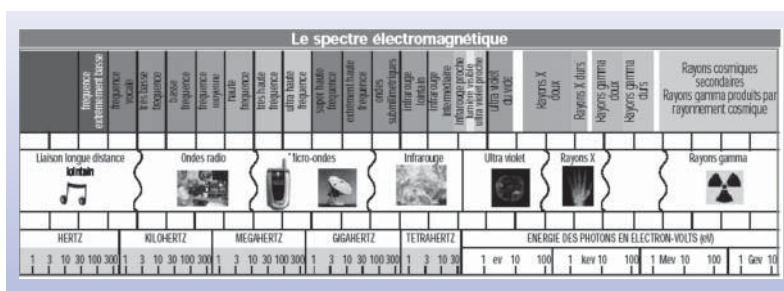 Le spectre électromagnétique
fréquence
extrêmement basse
fréquence
vocale
très basse
fréquence
basse
fréquence
fréquence
moyenne
haute
fréquence
très haute
fréquence
ultra haute
fréquence
super haute
fréquence
extrêment haute
fréquence
ondes
submillimétriques
infrarouge
lointain
infrarouge
intermédiaire
infrarouge proche
lumière visible
ultra violet proche
ultra violet
du vide
Rayons X
doux
Rayons X durs
Rayons gamma
doux
Rayons gamma
durs
Rayons cosmiques
secondaires
Rayons gamma produits par
rayonnement cosmique
Liaison longue distance
lointain
Ondes radio
Micro-ondes
Infrarouge
Ultra violet
Rayons X
Rayons gamma
HERTZ KILOHERTZ MEGAHERTZ GIGAHERTZ TETRAHERTZ ENERGIE DES PHOTONS EN ELECTRON-VOLTS (eV)
1 3 10 30 100 300 1 3 10 30 100 300 1 3 10 30 100 300 1 3 10 30 100 300 1 3 10 30 1 ev 10 100 1 kev 10 100 1 Mev 10 100 1 Gev 10